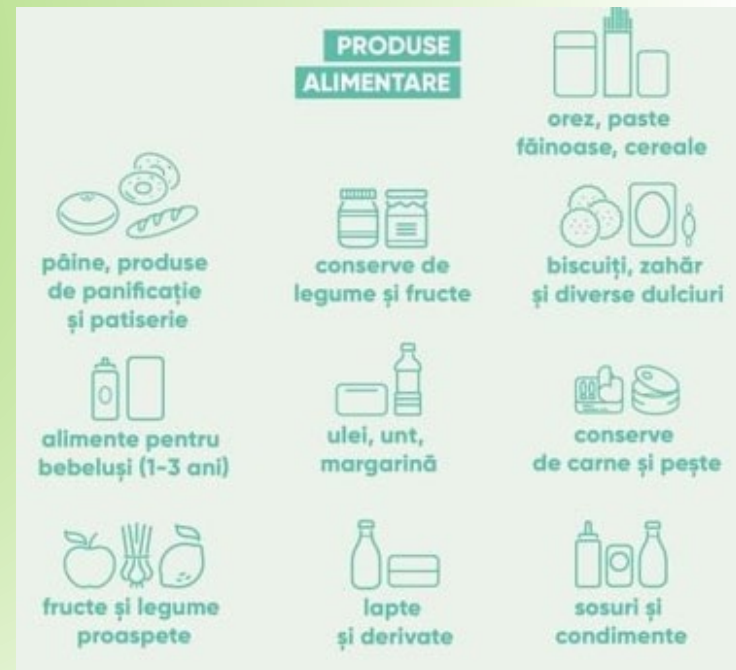 PRODUSE
ALIMENTARE
orez, paste
făinoase, cereale
pâine, produse
de panificație
și patiserie
conserve de
legume și fructe
biscuiți, zahăr
și diverse dulciuri
alimente pentru
bebeluși (1-3 ani)
ulei, unt,
margarină
conserve
de carne și pește
fructe și legume
proaspete
lapte
și derivate
sosuri și
condimente